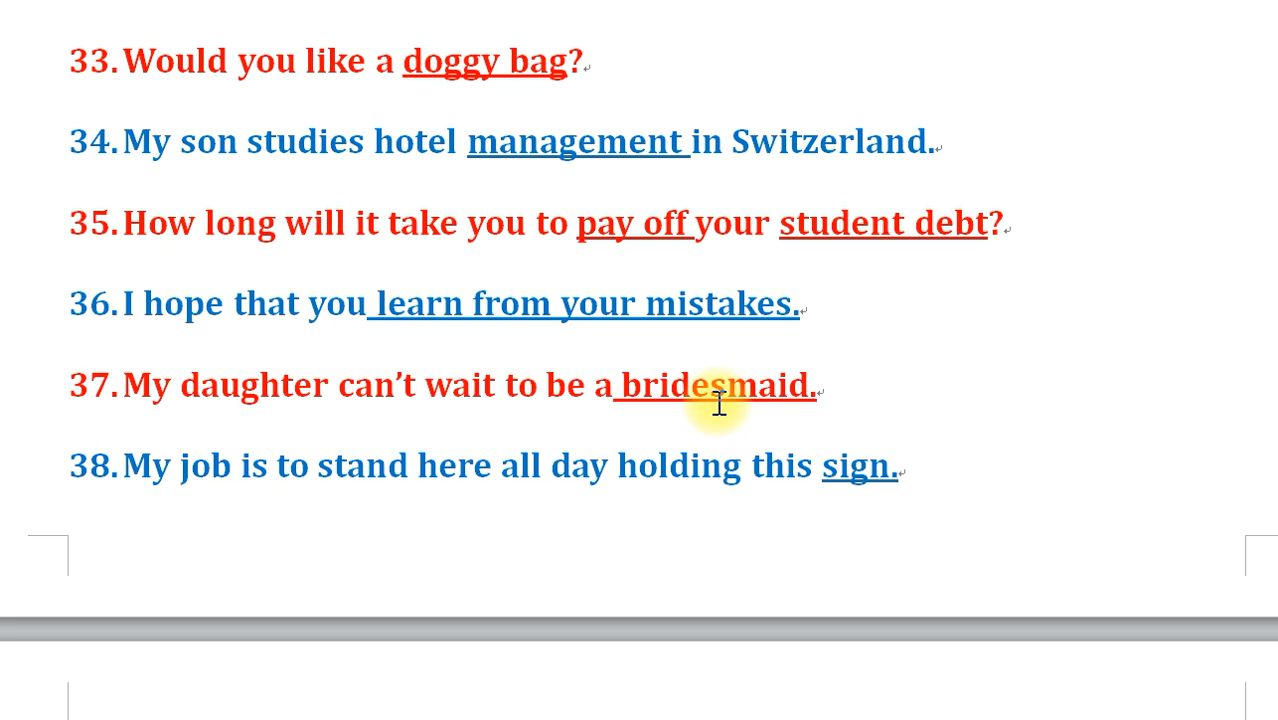 33. Would you like a doggy bag?
34. My son studies hotel management in Switzerland.
35. How long will it take you to pay off your student debt?
36. I hope that you learn from your mistakes.
37. My daughter can’t wait to be a bridesmaid.
38. My job is to stand here all day holding this sign.